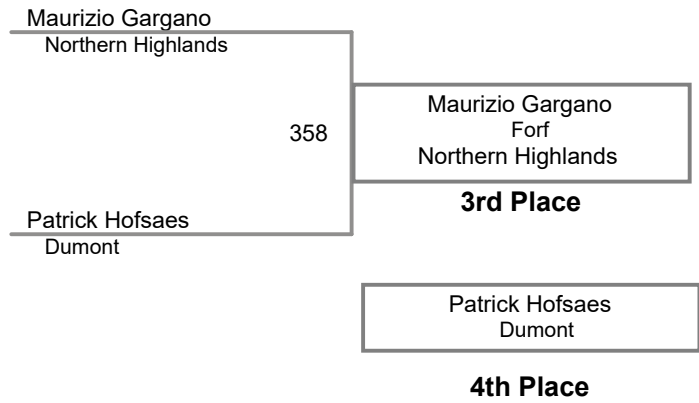 Maurizio Gargano
Northern Highlands
358
Maurizio Gargano
Forf
Northern Highlands
3rd Place
Patrick Hofsaes
Dumont
Patrick Hofsaes
Dumont
4th Place